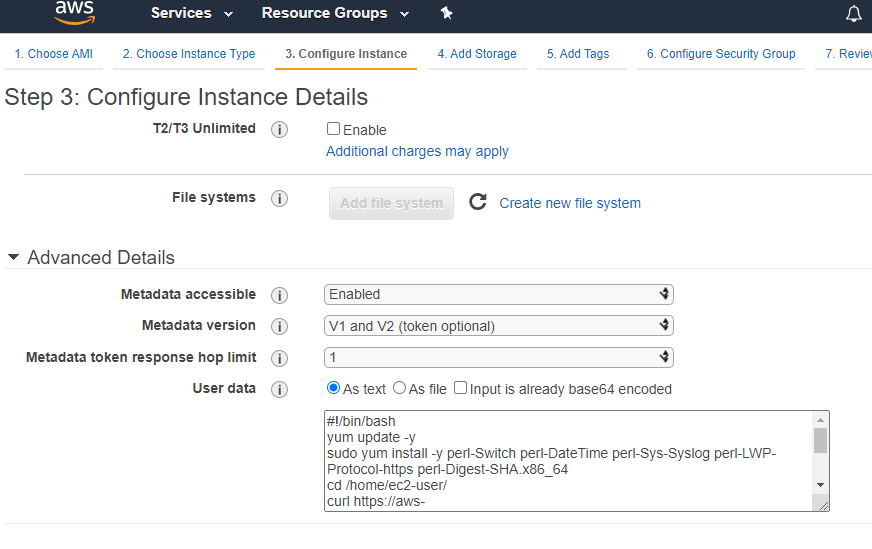 aws
Services
Resource Groups
1. Choose AMI
2. Choose Instance Type
3. Configure Instance
4. Add Storage
5. Add Tags
6. Configure Security Group
7. Review
Step 3: Configure Instance Details
T2/T3 Unlimited
i
Enable
Additional charges may apply
File systems
i
Add file system
Create new file system
Advanced Details
Metadata accessible
i
Enabled
Metadata version
i
V1 and V2 (token optional)
Metadata token response hop limit
i
1
User data
i
As text
As file
Input is already base64 encoded
#!/bin/bash
yum update -y
sudo yum install -y perl-Switch perl-DateTime perl-Sys-Syslog perl-LWP-
Protocol-https perl-Digest-SHA.x86_64
cd /home/ec2-user/
curl https://aws-